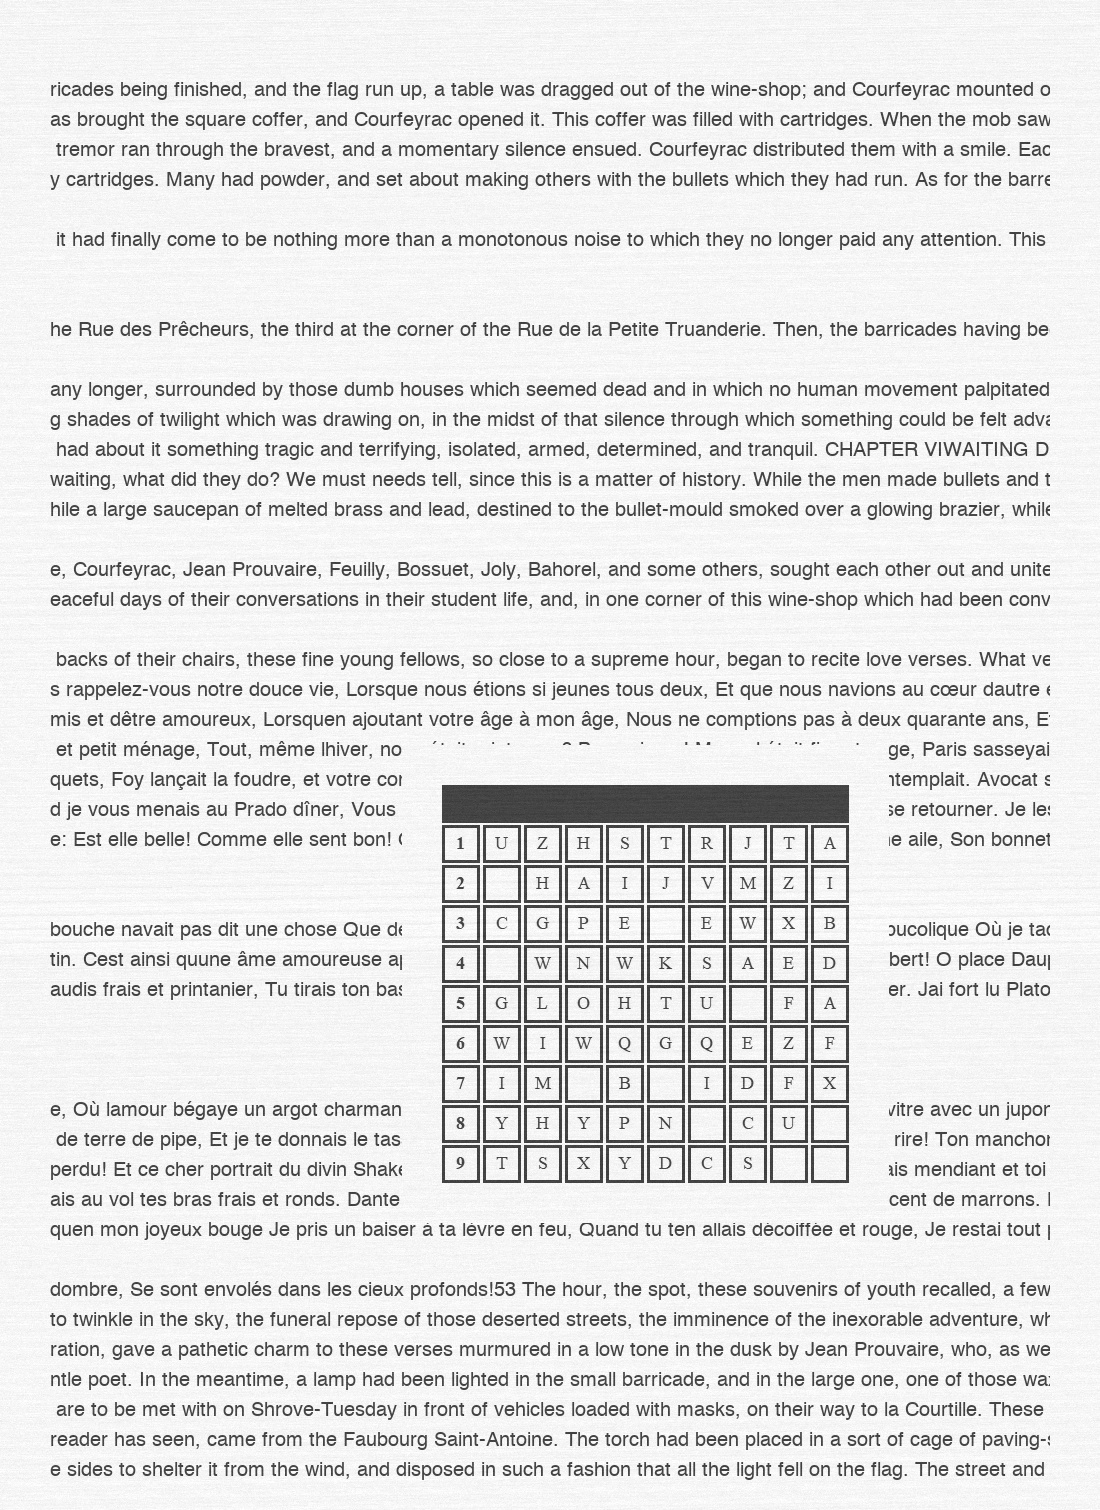 ricades being finished, and the flag run up, a table was dragged out of the wine-shop; and Courfeyrac mounted o
as brought the square coffer, and Courfeyrac opened it. This coffer was filled with cartridges. When the mob saw
tremor ran through the bravest, and a momentary silence ensued. Courfeyrac distributed them with a smile. Eac
y cartridges. Many had powder, and set about making others with the bullets which they had run. As for the barre
it had finally come to be nothing more than a monotonous noise to which they no longer paid any attention. This
he Rue des Prêcheurs, the third at the corner of the Rue de la Petite Truanderie. Then, the barricades having be
any longer, surrounded by those dumb houses which seemed dead and in which no human movement palpitated
g shades of twilight which was drawing on, in the midst of that silence through which something could be felt adva
had about it something tragic and terrifying, isolated, armed, determined, and tranquil. CHAPTER VIWAITING D
waiting, what did they do? We must needs tell, since this is a matter of history. While the men made bullets and t
hile a large saucepan of melted brass and lead, destined to the bullet-mould smoked over a glowing brazier, while
e, Courfeyrac, Jean Prouvaire, Feuilly, Bossuet, Joly, Bahorel, and some others, sought each other out and unite
eaceful days of their conversations in their student life, and, in one corner of this wine-shop which had been conv
backs of their chairs, these fine young fellows, so close to a supreme hour, began to recite love verses. What ve
s rappelez-vous notre douce vie, Lorsque nous étions si jeunes tous deux, Et que nous navions au cœur dautre
mis et dêtre amoureux, Lorsquen ajoutant votre âge à mon âge, Nous ne comptions pas à deux quarante ans, E
et petit ménage, Tout, même lhiver, no ge, Paris sasseyai
quets, Foy lançait la foudre, et votre cor ntemplait. Avocat s
d je vous menais au Prado dîner, Vous se retourner. Je les
e: Est elle belle! Comme elle sent bon! ne aile, Son bonnet
1 U Z H S T R J T A
2 H A I J V M Z I
3 C G P E E W X B
4 W N W K S A E D
5 G L O H T U F A
6 W I W Q G Q E Z F
7 I M B I D F X
8 Y H Y P N C U
9 T S X Y D C S
bouche navait pas dit une chose Que de bucolique Où je tac
tin. Cest ainsi quune âme amoureuse ap bert! O place Dau
audis frais et printanier, Tu tirais ton bas er. Jai fort lu Plato
e, Où lamour bégaye un argot charman vitre avec un jupon
de terre de pipe, Et je te donnais le tas rire! Ton manchon
perdu! Et ce cher portrait du divin Shake ais mendiant et toi
ais au vol tes bras frais et ronds. Dante cent de marrons.
quen mon joyeux bouge Je pris un baiser à ta lèvre en feu, Quand tu ten allais décoiffée et rouge, Je restai tout
dombre, Se sont envolés dans les cieux profonds!53 The hour, the spot, these souvenirs of youth recalled, a few
to twinkle in the sky, the funeral repose of those deserted streets, the imminence of the inexorable adventure, wh
ration, gave a pathetic charm to these verses murmured in a low tone in the dusk by Jean Prouvaire, who, as we
ntle poet. In the meantime, a lamp had been lighted in the small barricade, and in the large one, one of those wa
are to be met with on Shrove-Tuesday in front of vehicles loaded with masks, on their way to la Courtille. These
reader has seen, came from the Faubourg Saint-Antoine. The torch had been placed in a sort of cage of paving-
e sides to shelter it from the wind, and disposed in such a fashion that all the light fell on the flag. The street and